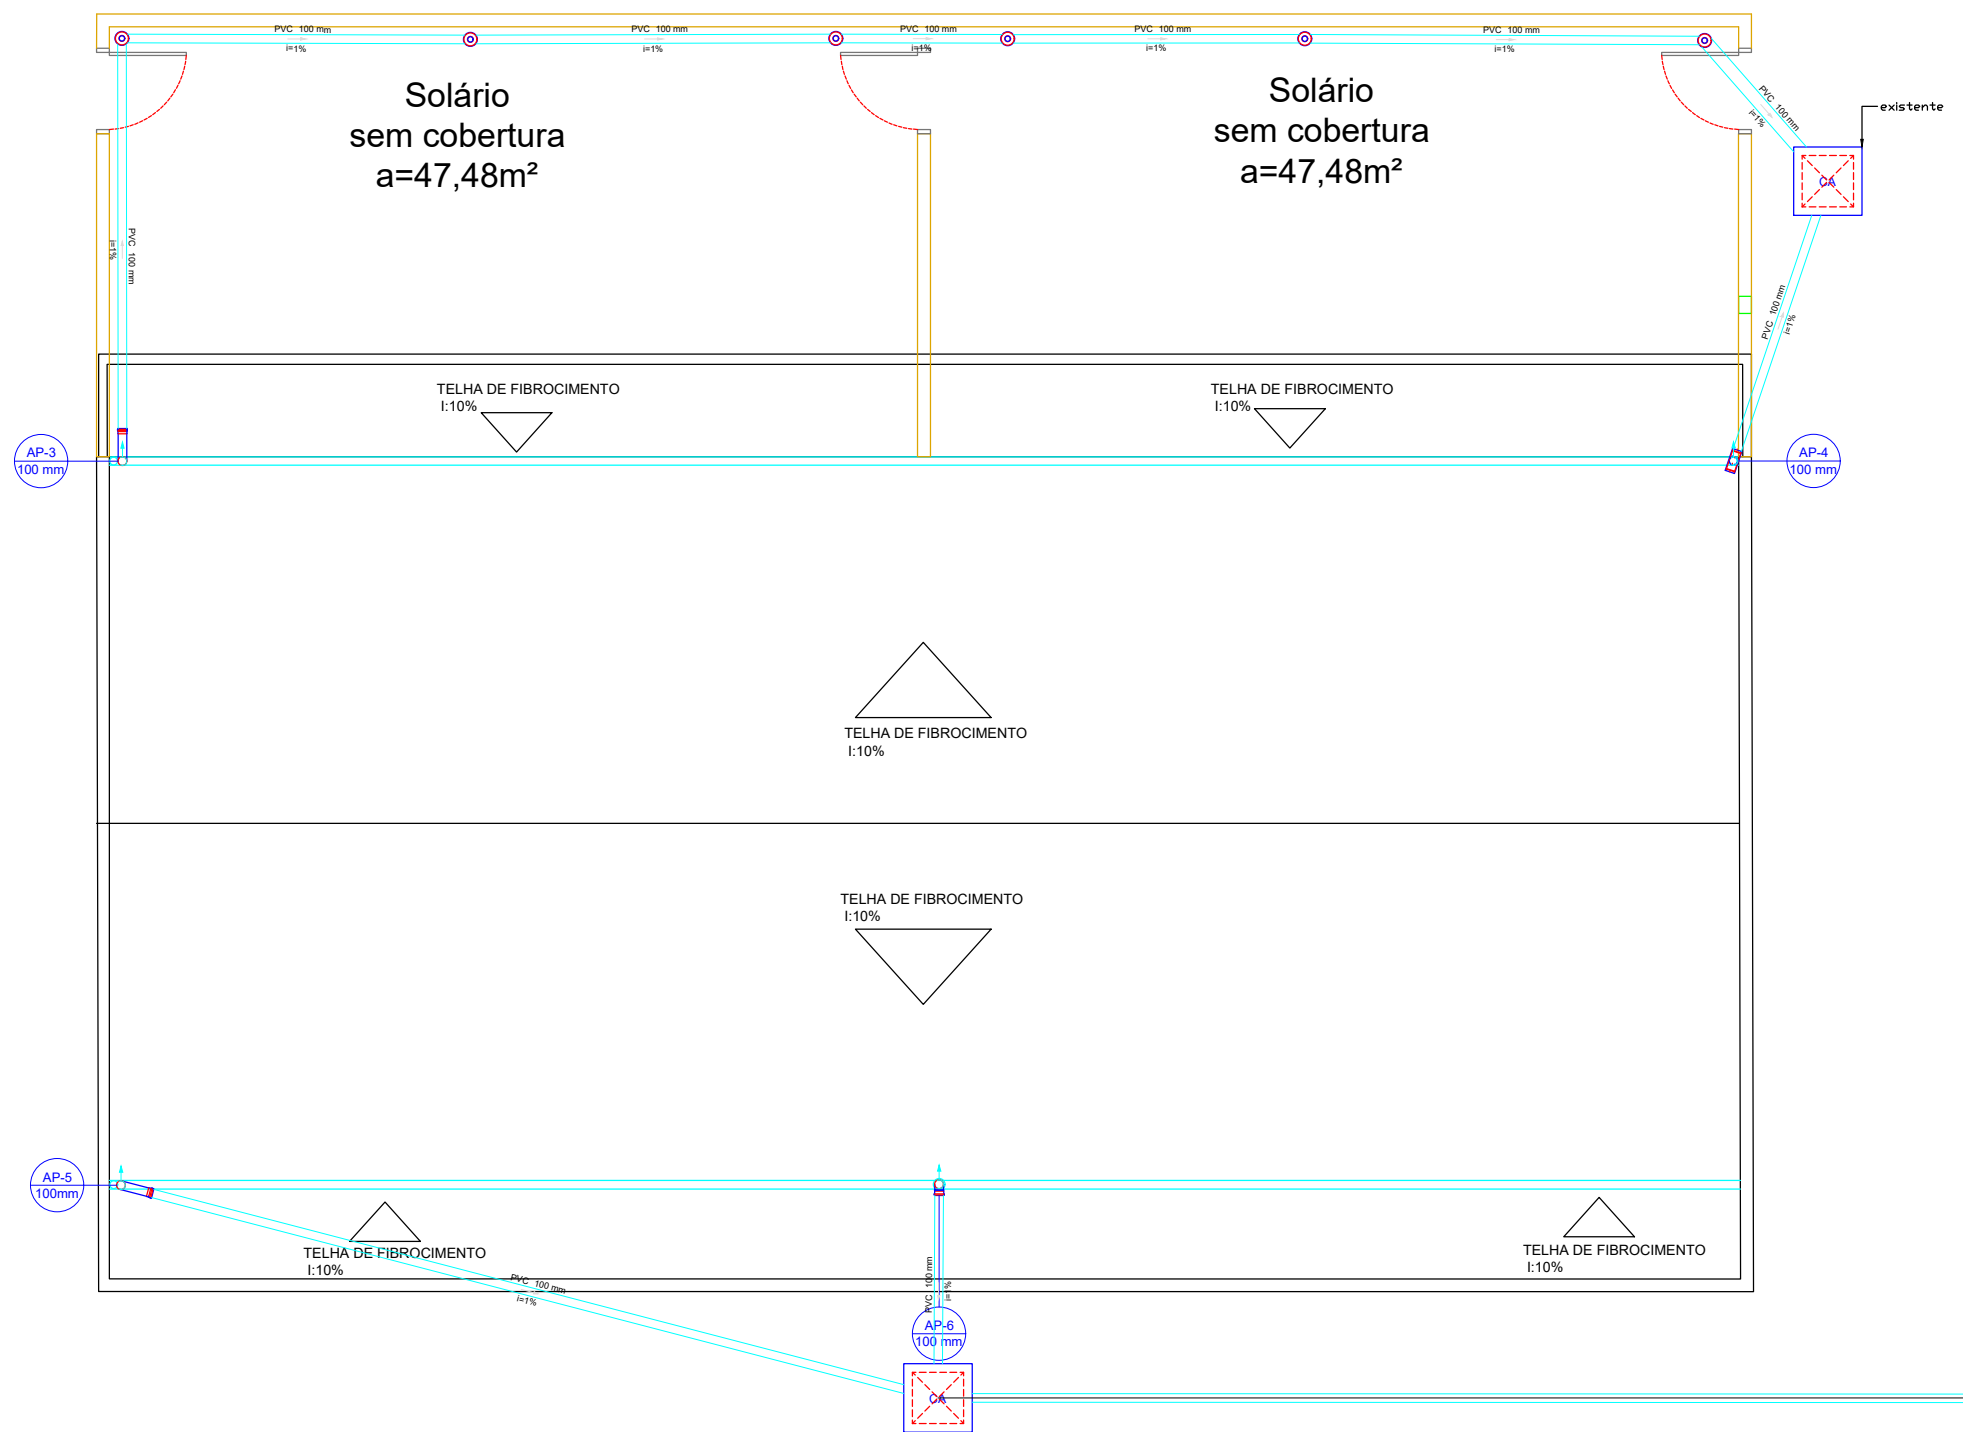 PVC 100 mm
i=1%
PVC 100 mm
i=1%
PVC 100 mm
i=1%
PVC 100 mm
i=1%
PVC 100 mm
i=1%
Solário
sem cobertura
a=47,48m²
Solário
sem cobertura
a=47,48m²
PVC 100 mm
i=1%
existente
CA
PVC 100 mm
i=1%
PVC 100 mm
i=1%
TELHA DE FIBROCIMENTO
I:10%
TELHA DE FIBROCIMENTO
I:10%
AP-3
100 mm
AP-4
100 mm
TELHA DE FIBROCIMENTO
I:10%
TELHA DE FIBROCIMENTO
I:10%
AP-5
100mm
TELHA DE FIBROCIMENTO
I:10%
TELHA DE FIBROCIMENTO
I:10%
PVC 100 mm
i=1%
PVC 100 mm
i=1%
AP-6
100 mm
CA